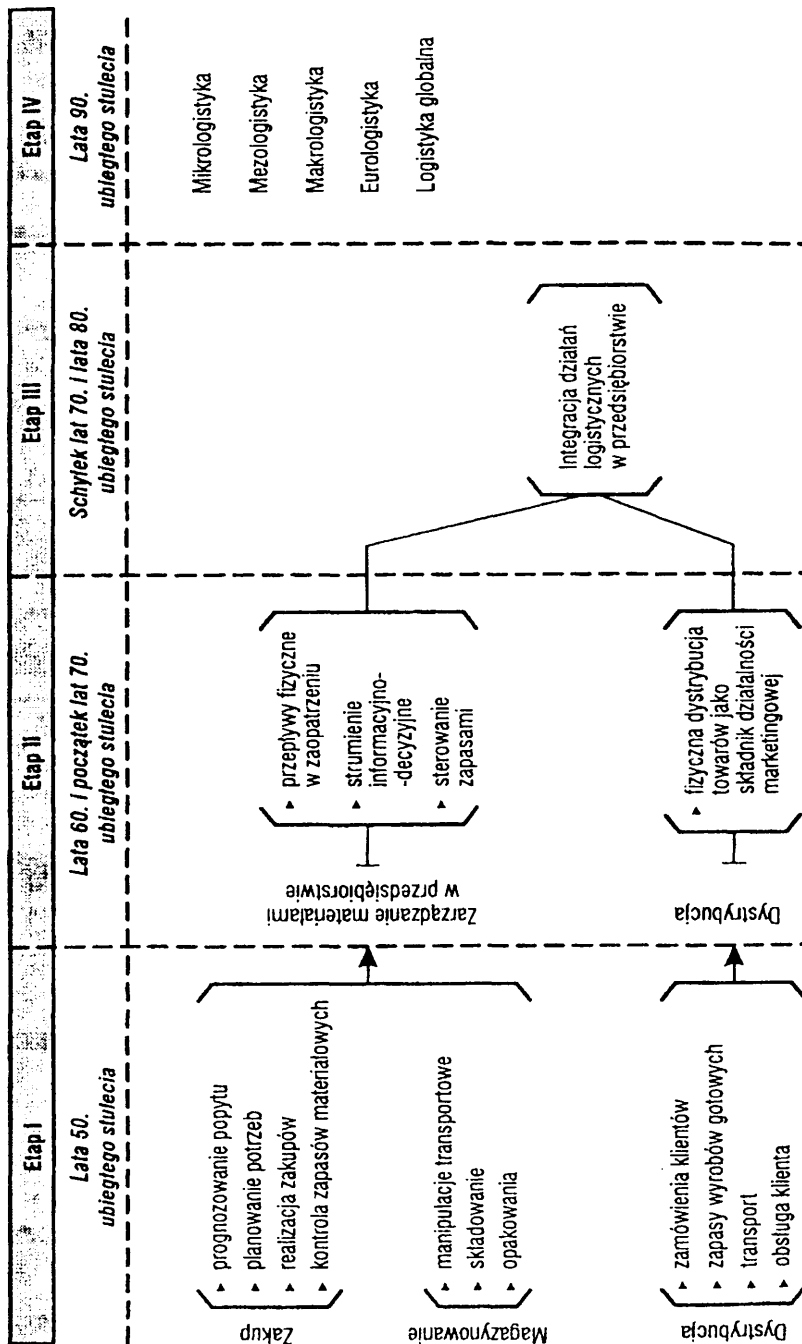 Etap I
Etap II
Etap III
Etap IV
Lata 50.
ubiegłego stulecia
Lata 60. i początek lat 70.
ubiegłego stulecia
Schyłek lat 70. i lata 80.
ubiegłego stulecia
Lata 90.
ubiegłego stulecia
Zakup
▸ prognozowanie popytu
▸ planowanie potrzeb
▸ realizacja zakupów
▸ kontrola zapasów materiałowych
Magazynowanie
▸ manipulacje transportowe
▸ składowanie
▸ opakowania
Dystrybucja
▸ zamówienia klientów
▸ zapasy wyrobów gotowych
▸ transport
▸ obsługa klienta
Zarządzanie materiałami
w przedsiębiorstwie
▸ przepływy fizyczne
w zaopatrzeniu
▸ strumienie
informacyjno-
-decyzyjne
▸ sterowanie
zapasami
Dystrybucja
▸ fizyczna dystrybucja
towarów jako
składnik działalności
marketingowej
Integracja działań
logistycznych
w przedsiębiorstwie
Mikrologistyka
Mezologistyka
Makrologistyka
Eurologistyka
Logistyka globalna